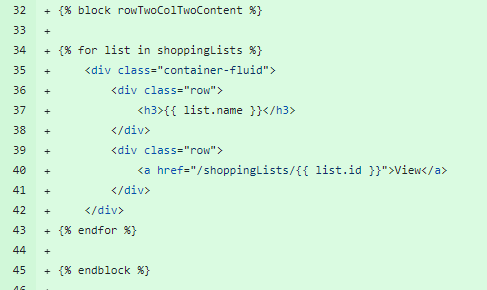 32 + {% block rowTwoColTwoContent %}
33 +
34 + {% for list in shoppingLists %}
35 +     <div class="container-fluid">
36 +         <div class="row">
37 +             <h3>{{ list.name }}</h3>
38 +         </div>
39 +         <div class="row">
40 +             <a href="/shoppingLists/{{ list.id }}">View</a>
41 +         </div>
42 +     </div>
43 + {% endfor %}
44 +
45 + {% endblock %}